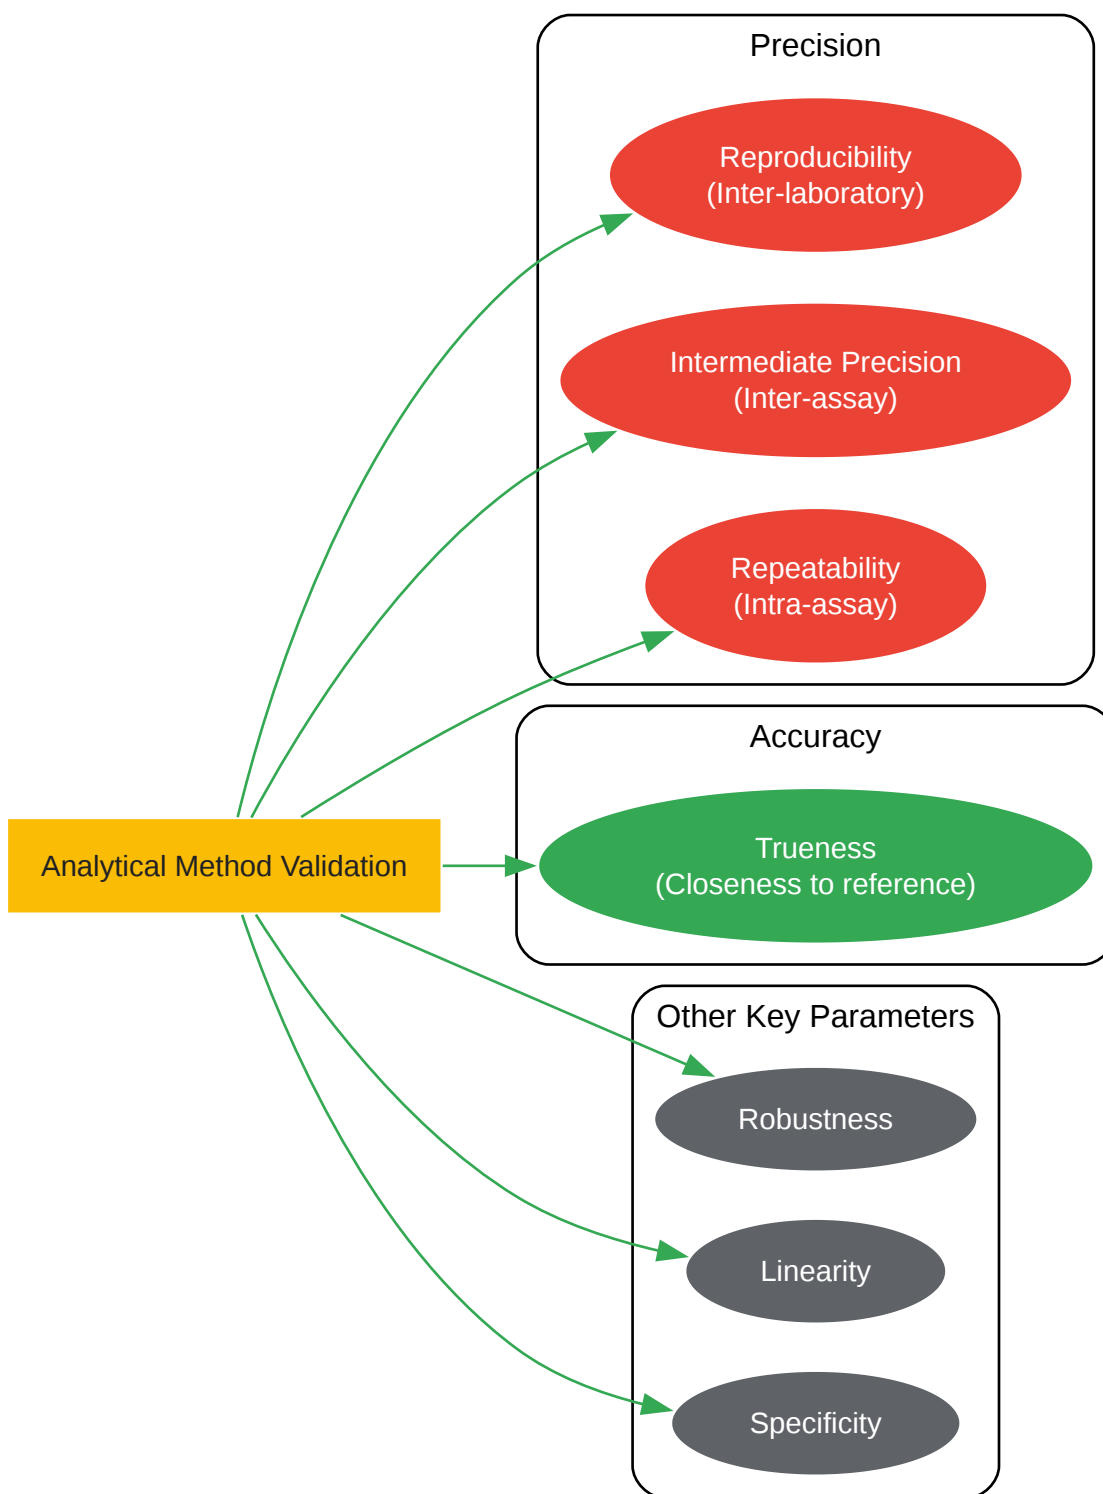 Precision
Reproducibility
(Inter-laboratory)
Intermediate Precision
(Inter-assay)
Repeatability
(Intra-assay)
Accuracy
Trueness
(Closeness to reference)
Analytical Method Validation
Other Key Parameters
Robustness
Linearity
Specificity